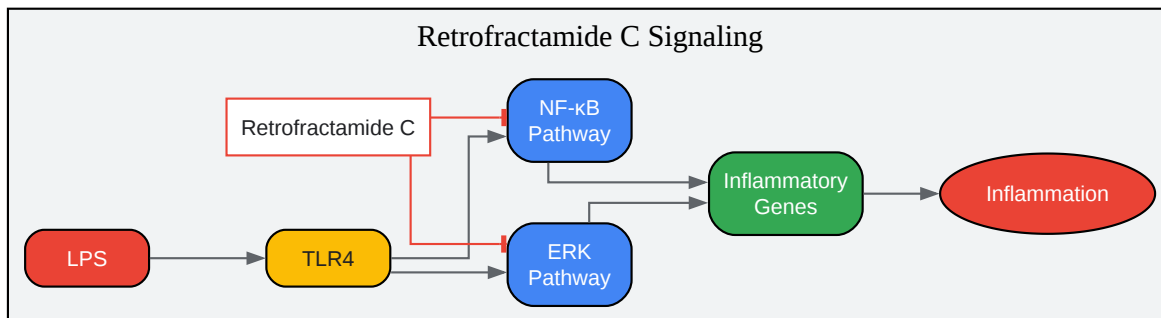 Retrofractamide C Signaling
NF-κB
Pathway
Retrofractamide C
Inflammatory
Genes
Inflammation
LPS
TLR4
ERK
Pathway